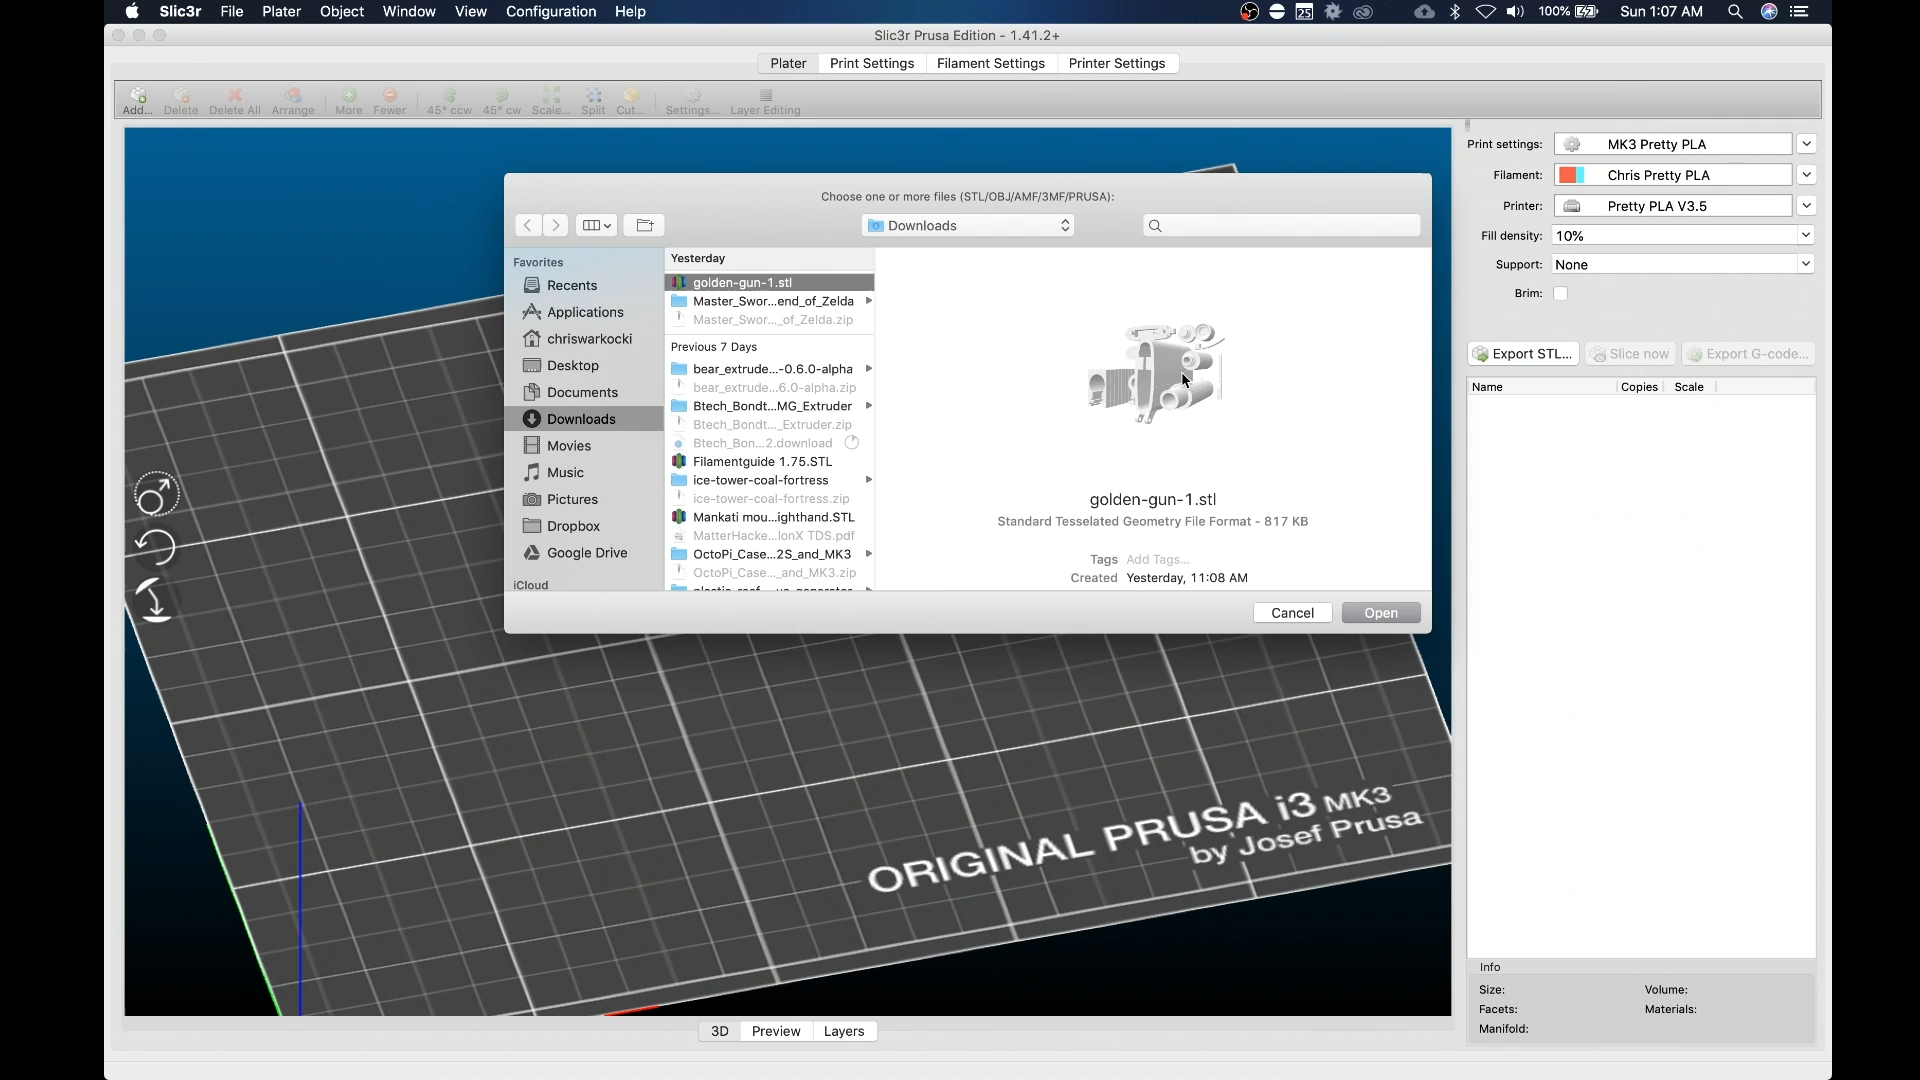 Slic3r File Plater Object Window View Configuration Help
25 100% Sun 1:07 AM
Slic3r Prusa Edition - 1.41.2+
Plater Print Settings Filament Settings Printer Settings
Add... Delete Delete All Arrange More Fewer 45° ccw 45° cw Scale... Split Cut... Settings... Layer Editing
Choose one or more files (STL/OBJ/AMF/3MF/PRUSA):
Downloads
Favorites
Recents
Applications
chriswarkocki
Desktop
Documents
Downloads
Movies
Music
Pictures
Dropbox
Google Drive
iCloud
Yesterday
golden-gun-1.stl
Master_Swor...end_of_Zelda
Master_Swor..._of_Zelda.zip
Previous 7 Days
bear_extrude...-0.6.0-alpha
bear_extrude...6.0-alpha.zip
Btech_Bondt...MG_Extruder
Btech_Bondt..._Extruder.zip
Btech_Bon...2.download
Filamentguide 1.75.STL
ice-tower-coal-fortress
ice-tower-coal-fortress.zip
Mankati mou...ighthand.STL
MatterHacke...lonX TDS.pdf
OctoPi_Case...2S_and_MK3
OctoPi_Case..._and_MK3.zip
golden-gun-1.stl
Standard Tesselated Geometry File Format - 817 KB
Tags Add Tags...
Created Yesterday, 11:08 AM
Cancel Open
ORIGINAL PRUSA i3 MK3
by Josef Prusa
3D Preview Layers
Print settings: MK3 Pretty PLA
Filament: Chris Pretty PLA
Printer: Pretty PLA V3.5
Fill density: 10%
Support: None
Brim:
Export STL... Slice now Export G-code...
Name Copies Scale
Info
Size: Volume:
Facets: Materials:
Manifold: